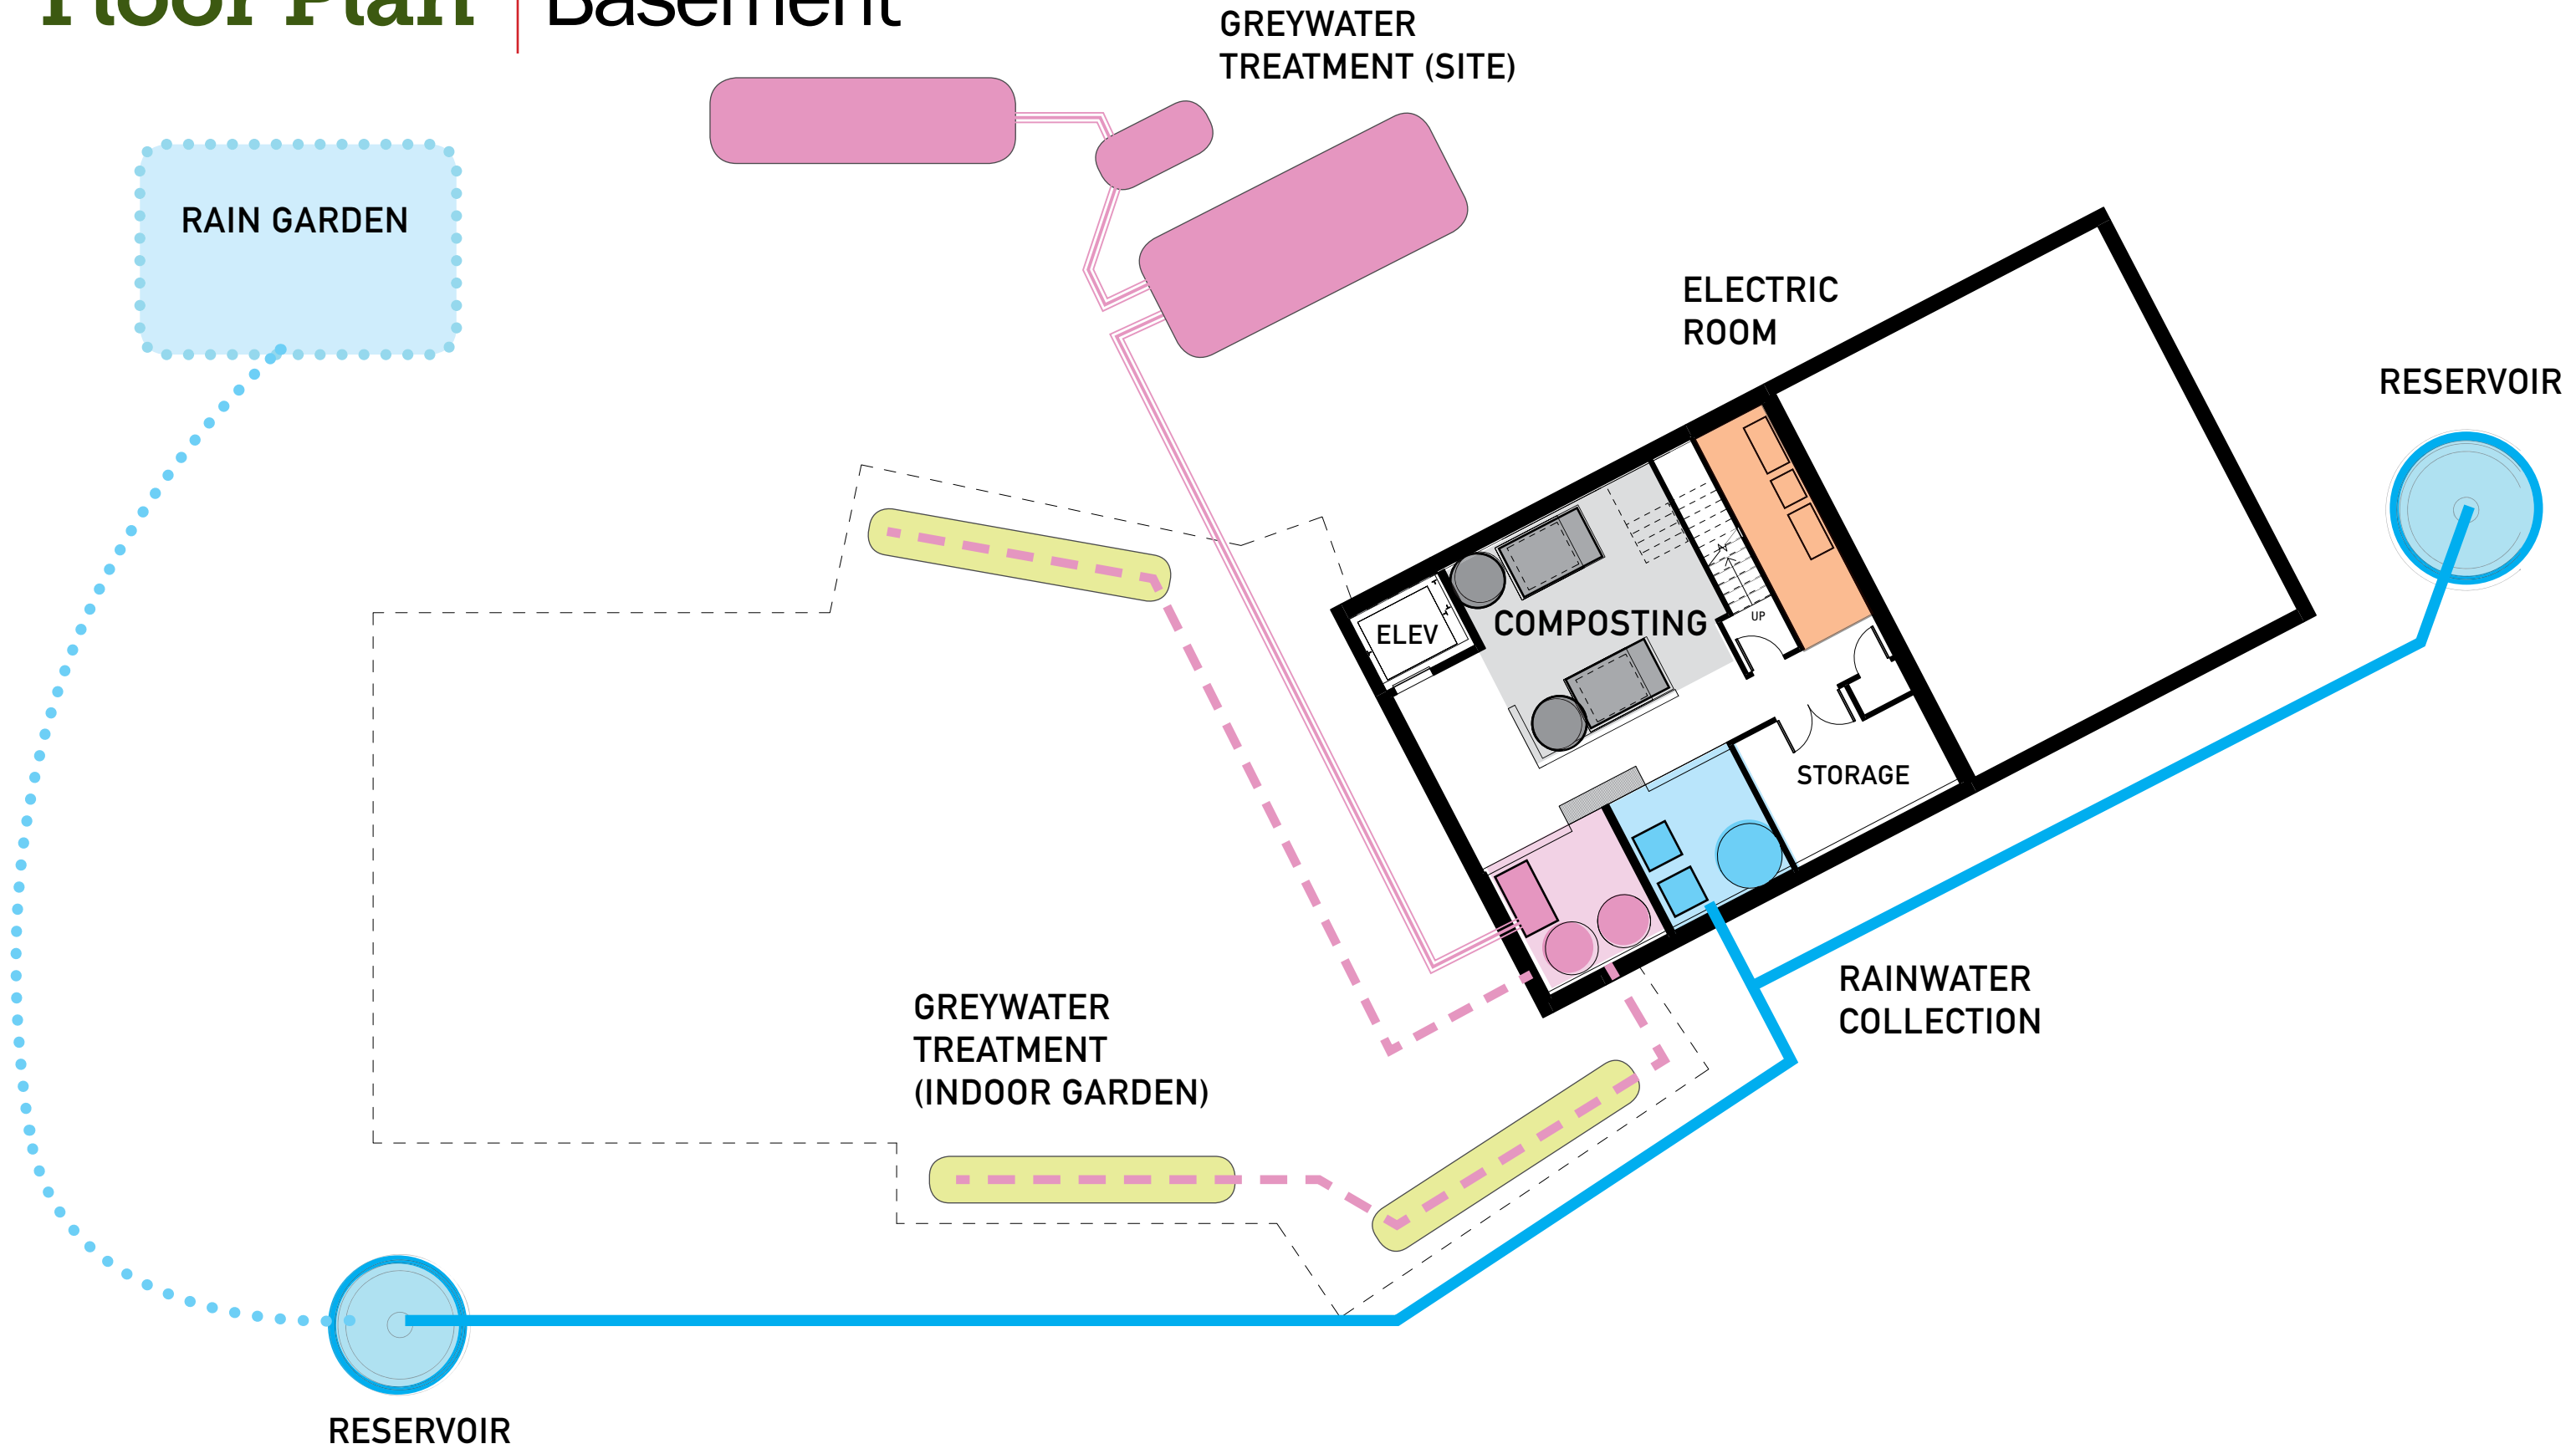 Floor Plan | Basement
GREYWATER
TREATMENT (SITE)
RAIN GARDEN
ELECTRIC
ROOM
RESERVOIR
ELEV
COMPOSTING
UP
STORAGE
RAINWATER
COLLECTION
GREYWATER
TREATMENT
(INDOOR GARDEN)
RESERVOIR